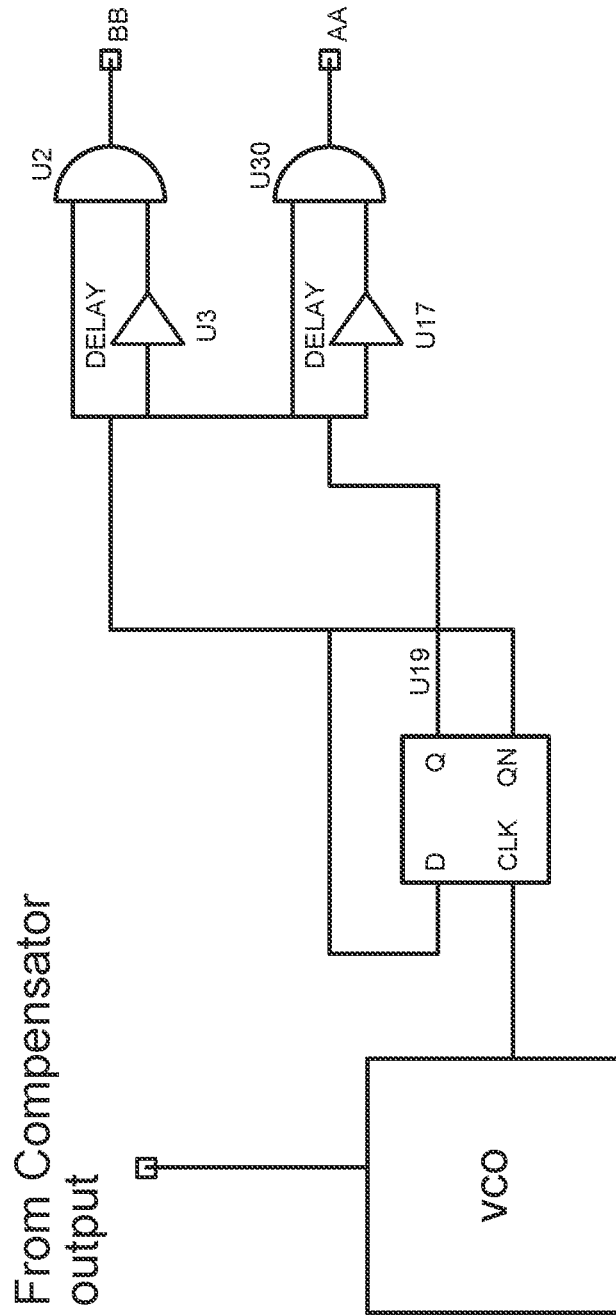 From Compensator
output
VCO
D
Q
CLK
QN
U19
DELAY
U3
U2
BB
DELAY
U17
U30
AA